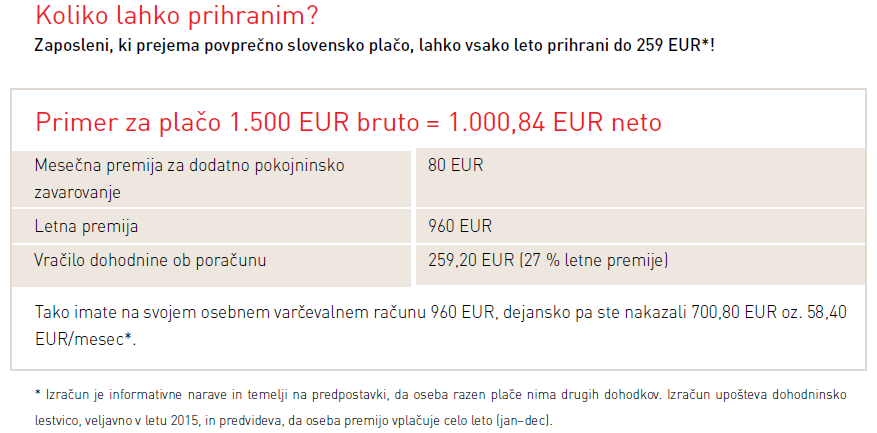 Koliko lahko prihranim?
Zaposleni, ki prejema povprečno slovensko plačo, lahko vsako leto prihrani do 259 EUR*!
Primer za plačo 1.500 EUR bruto = 1.000,84 EUR neto
Mesečna premija za dodatno pokojninsko
zavarovanje
80 EUR
Letna premija
960 EUR
Vračilo dohodnine ob poračunu
259,20 EUR (27 % letne premije)
Tako imate na svojem osebnem varčevalnem računu 960 EUR, dejansko pa ste nakazali 700,80 EUR oz. 58,40
EUR/mesec*.
* Izračun je informativne narave in temelji na predpostavki, da oseba razen plače nima drugih dohodkov. Izračun upošteva dohodninsko
lestvico, veljavno v letu 2015, in predvideva, da oseba premijo vplačuje celo leto (jan–dec).